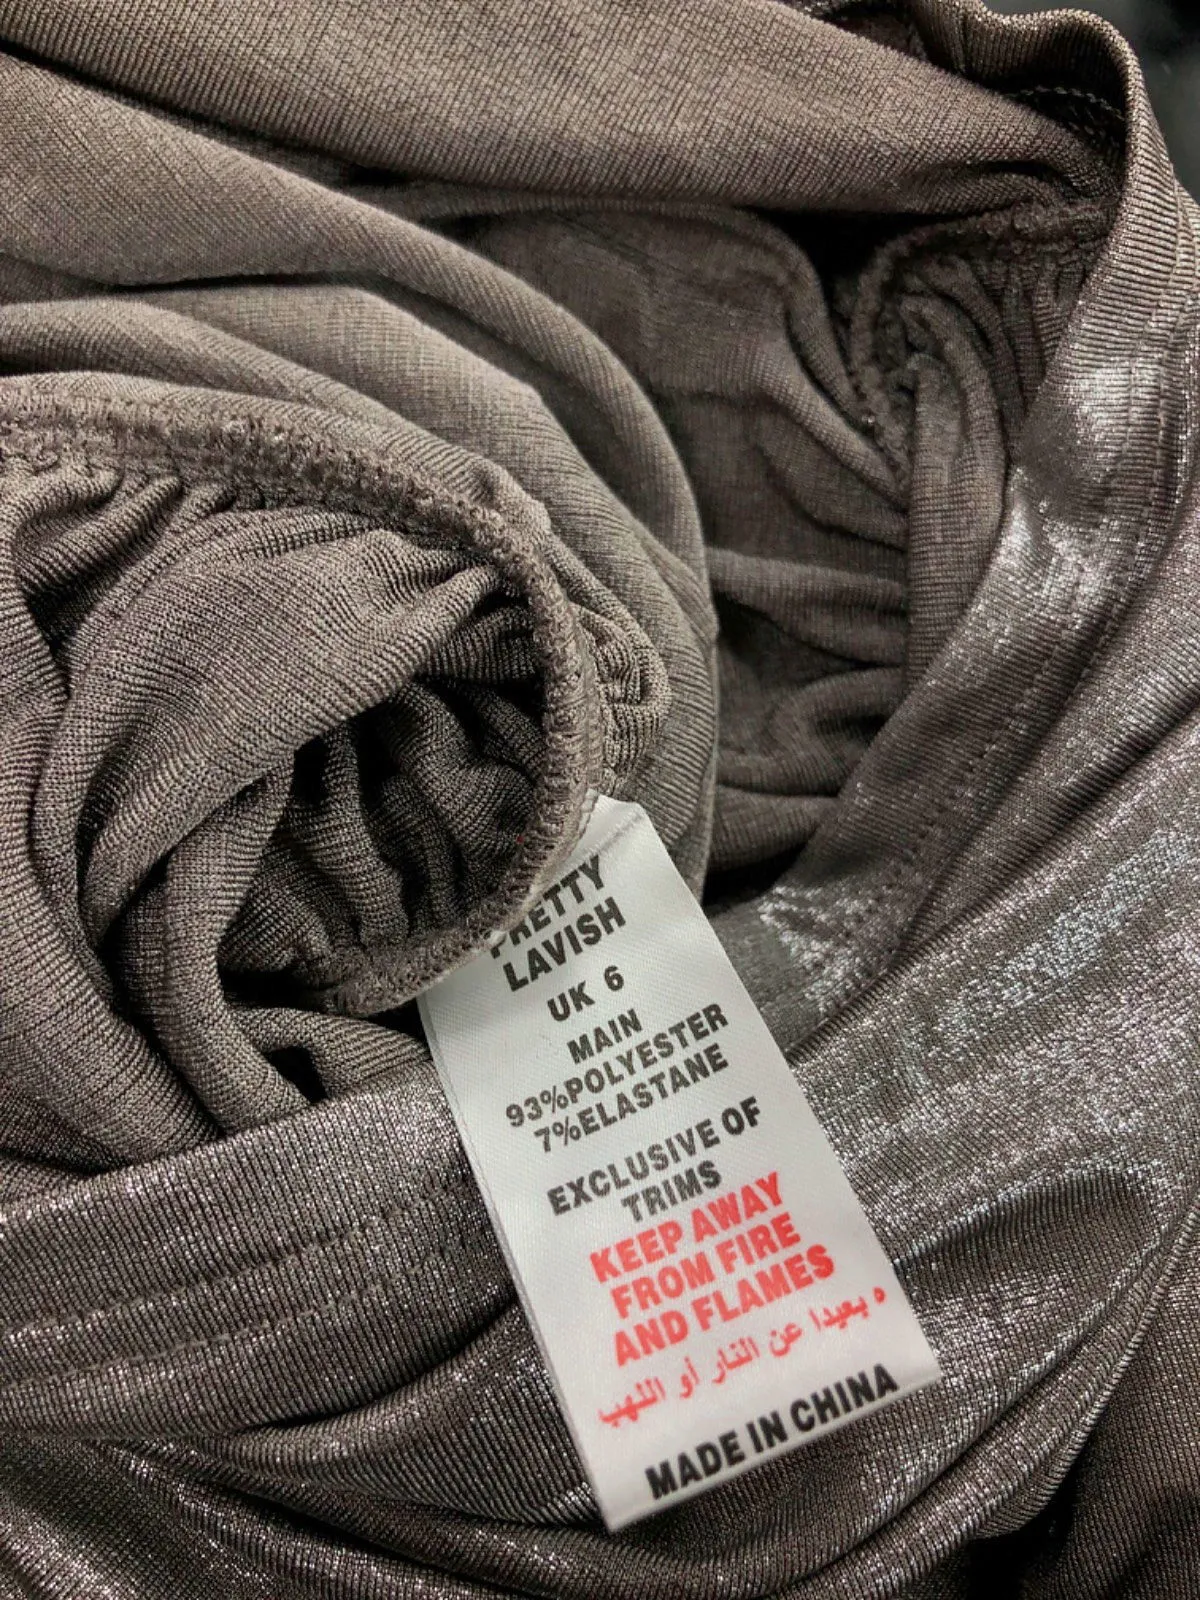 PRETTY
LAVISH
UK 6
MAIN
93%POLYESTER
7%ELASTANE
EXCLUSIVE OF
TRIMS
KEEP AWAY
FROM FIRE
AND FLAMES
بعيدا عن النار أو اللهب
MADE IN CHINA